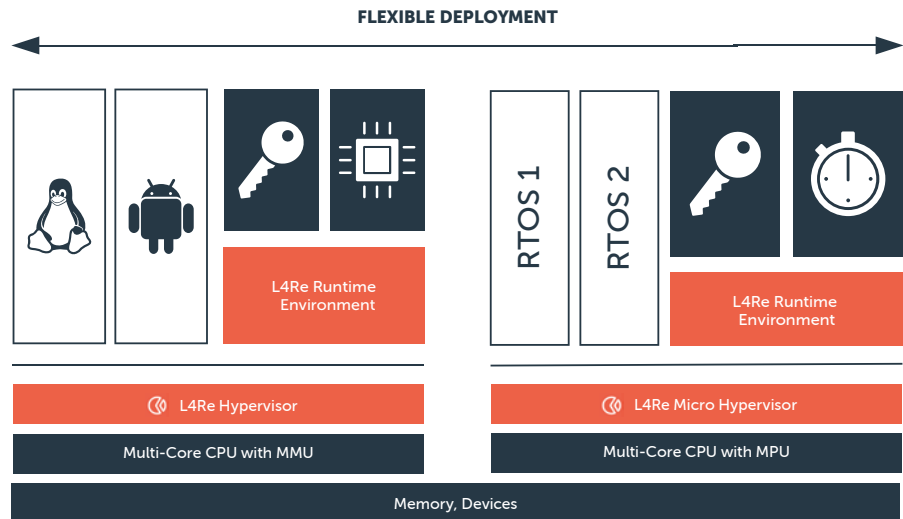 FLEXIBLE DEPLOYMENT
L4Re Runtime
Environment
L4Re Hypervisor
Multi-Core CPU with MMU
RTOS 1
RTOS 2
L4Re Runtime
Environment
L4Re Micro Hypervisor
Multi-Core CPU with MPU
Memory, Devices